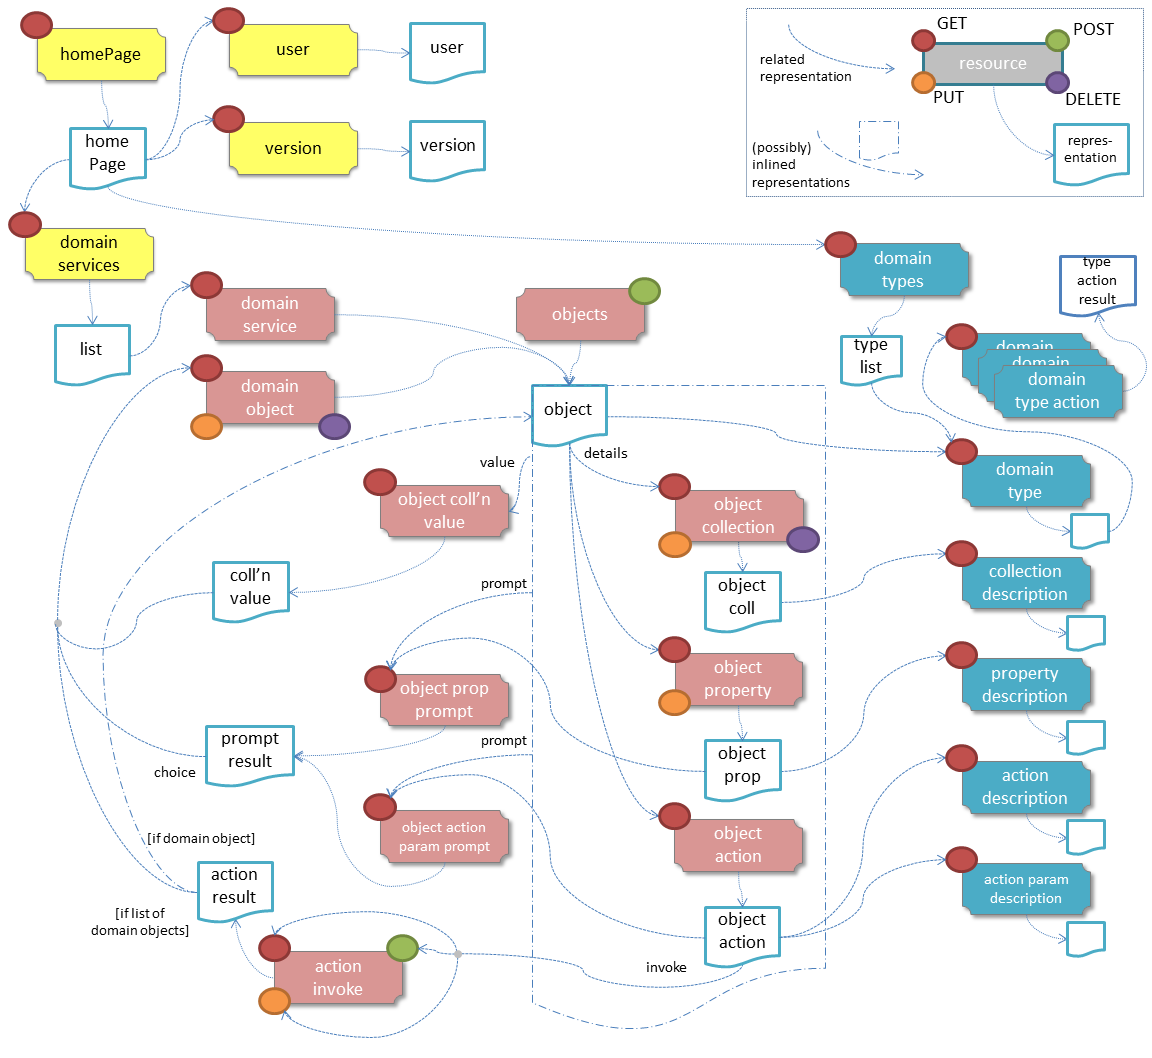 homePage
user
user
home
Page
version
version
GET
POST
resource
PUT
DELETE
related
representation
(possibly)
inlined
representations
repres-
entation
domain
services
list
domain
service
domain
object
objects
object
value
details
domain
types
type
list
type
action
result
domain
domain
domain
type action
domain
type
object coll'n
value
coll'n
value
object
collection
object
coll
collection
description
prompt
object prop
prompt
prompt
result
choice
object
property
object
prop
property
description
prompt
object action
param prompt
object
action
object
action
action
description
action param
description
[if domain object]
action
result
[if list of
domain objects]
action
invoke
invoke